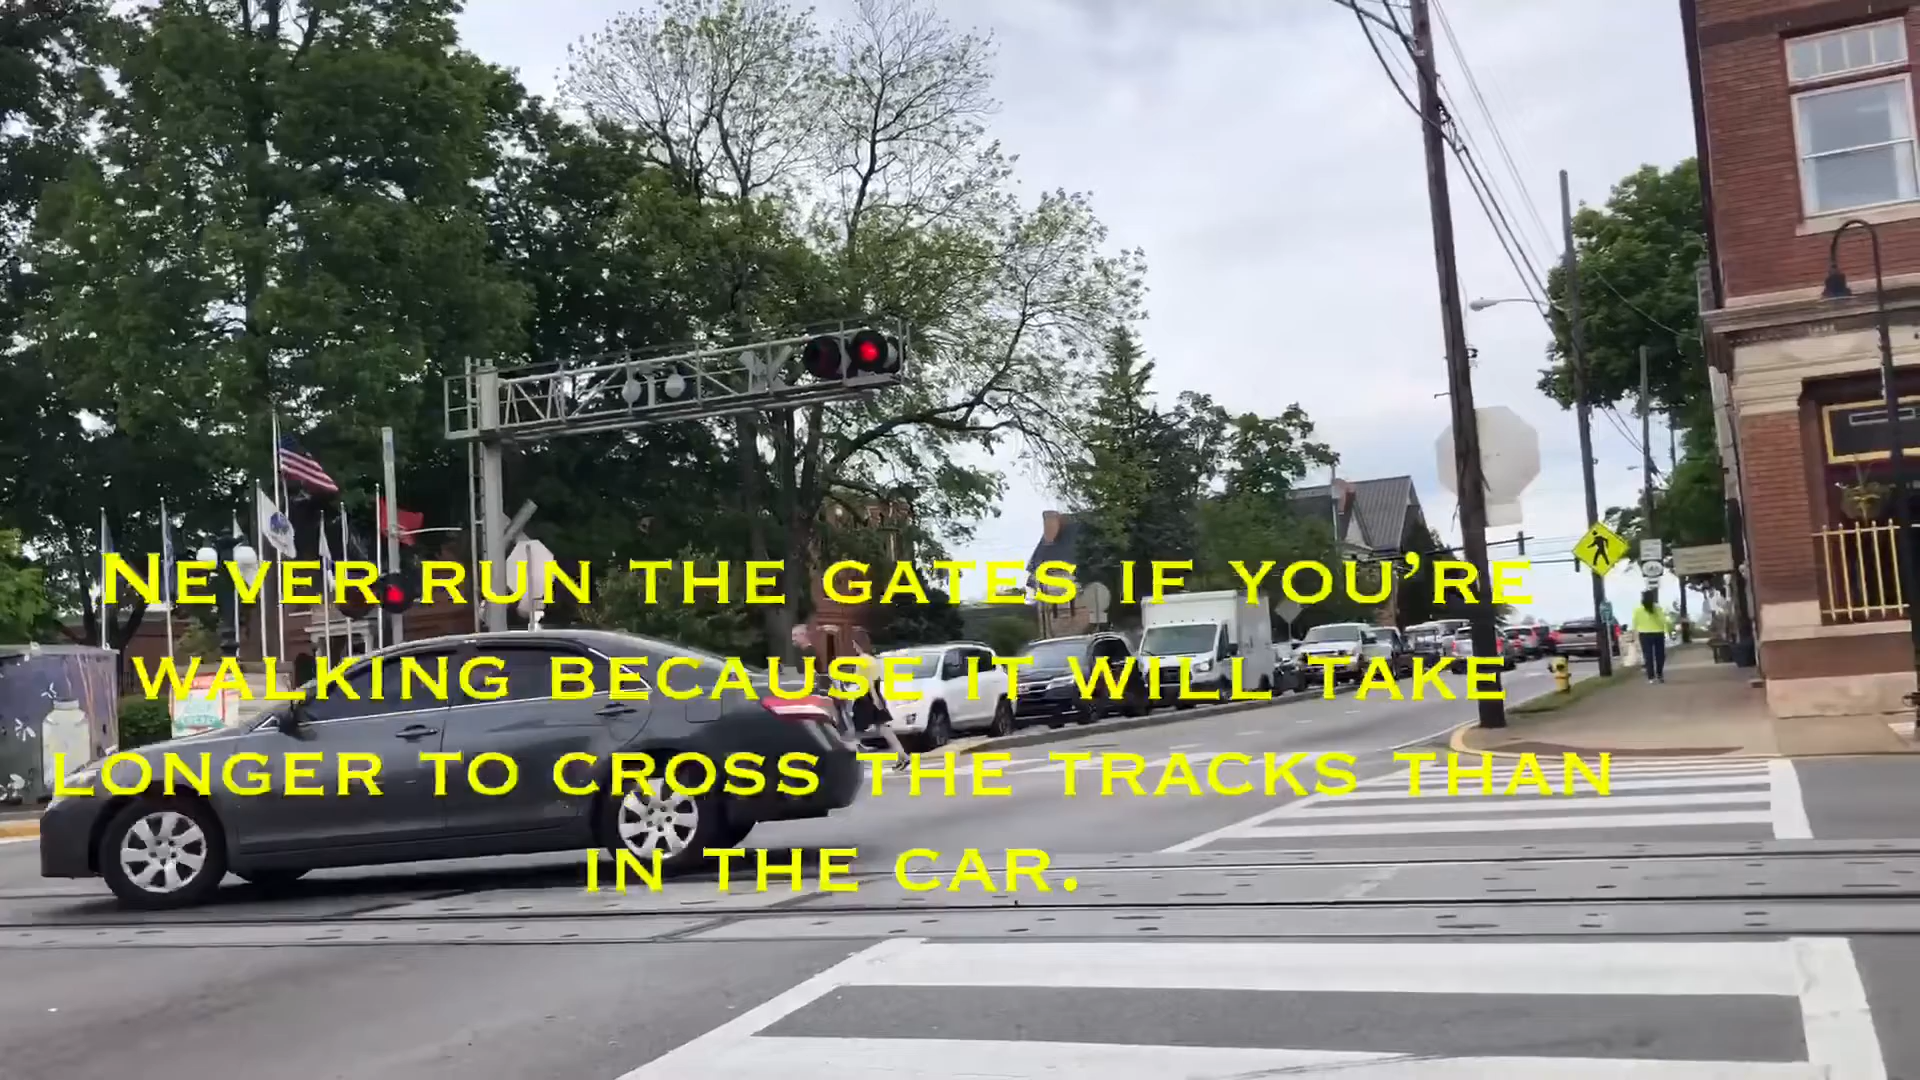 Never run the gates if you’re
walking because it will take
longer to cross the tracks than
in the car.